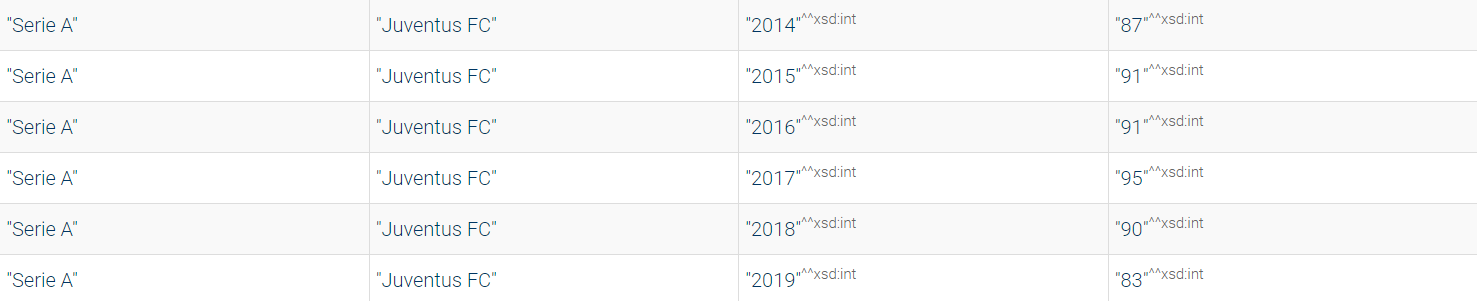 "Serie A" "Juventus FC" "2014"^^xsd:int "87"^^xsd:int
"Serie A" "Juventus FC" "2015"^^xsd:int "91"^^xsd:int
"Serie A" "Juventus FC" "2016"^^xsd:int "91"^^xsd:int
"Serie A" "Juventus FC" "2017"^^xsd:int "95"^^xsd:int
"Serie A" "Juventus FC" "2018"^^xsd:int "90"^^xsd:int
"Serie A" "Juventus FC" "2019"^^xsd:int "83"^^xsd:int